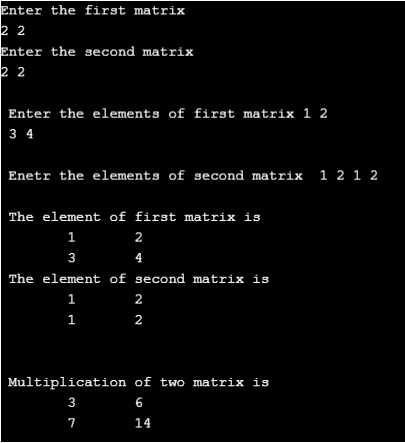 Enter the first matrix
2 2
Enter the second matrix
2 2
Enter the elements of first matrix 1 2
3 4
Enetr the elements of second matrix  1 2 1 2
The element of first matrix is
1 2
3 4
The element of second matrix is
1 2
1 2
Multiplication of two matrix is
3 6
7 14